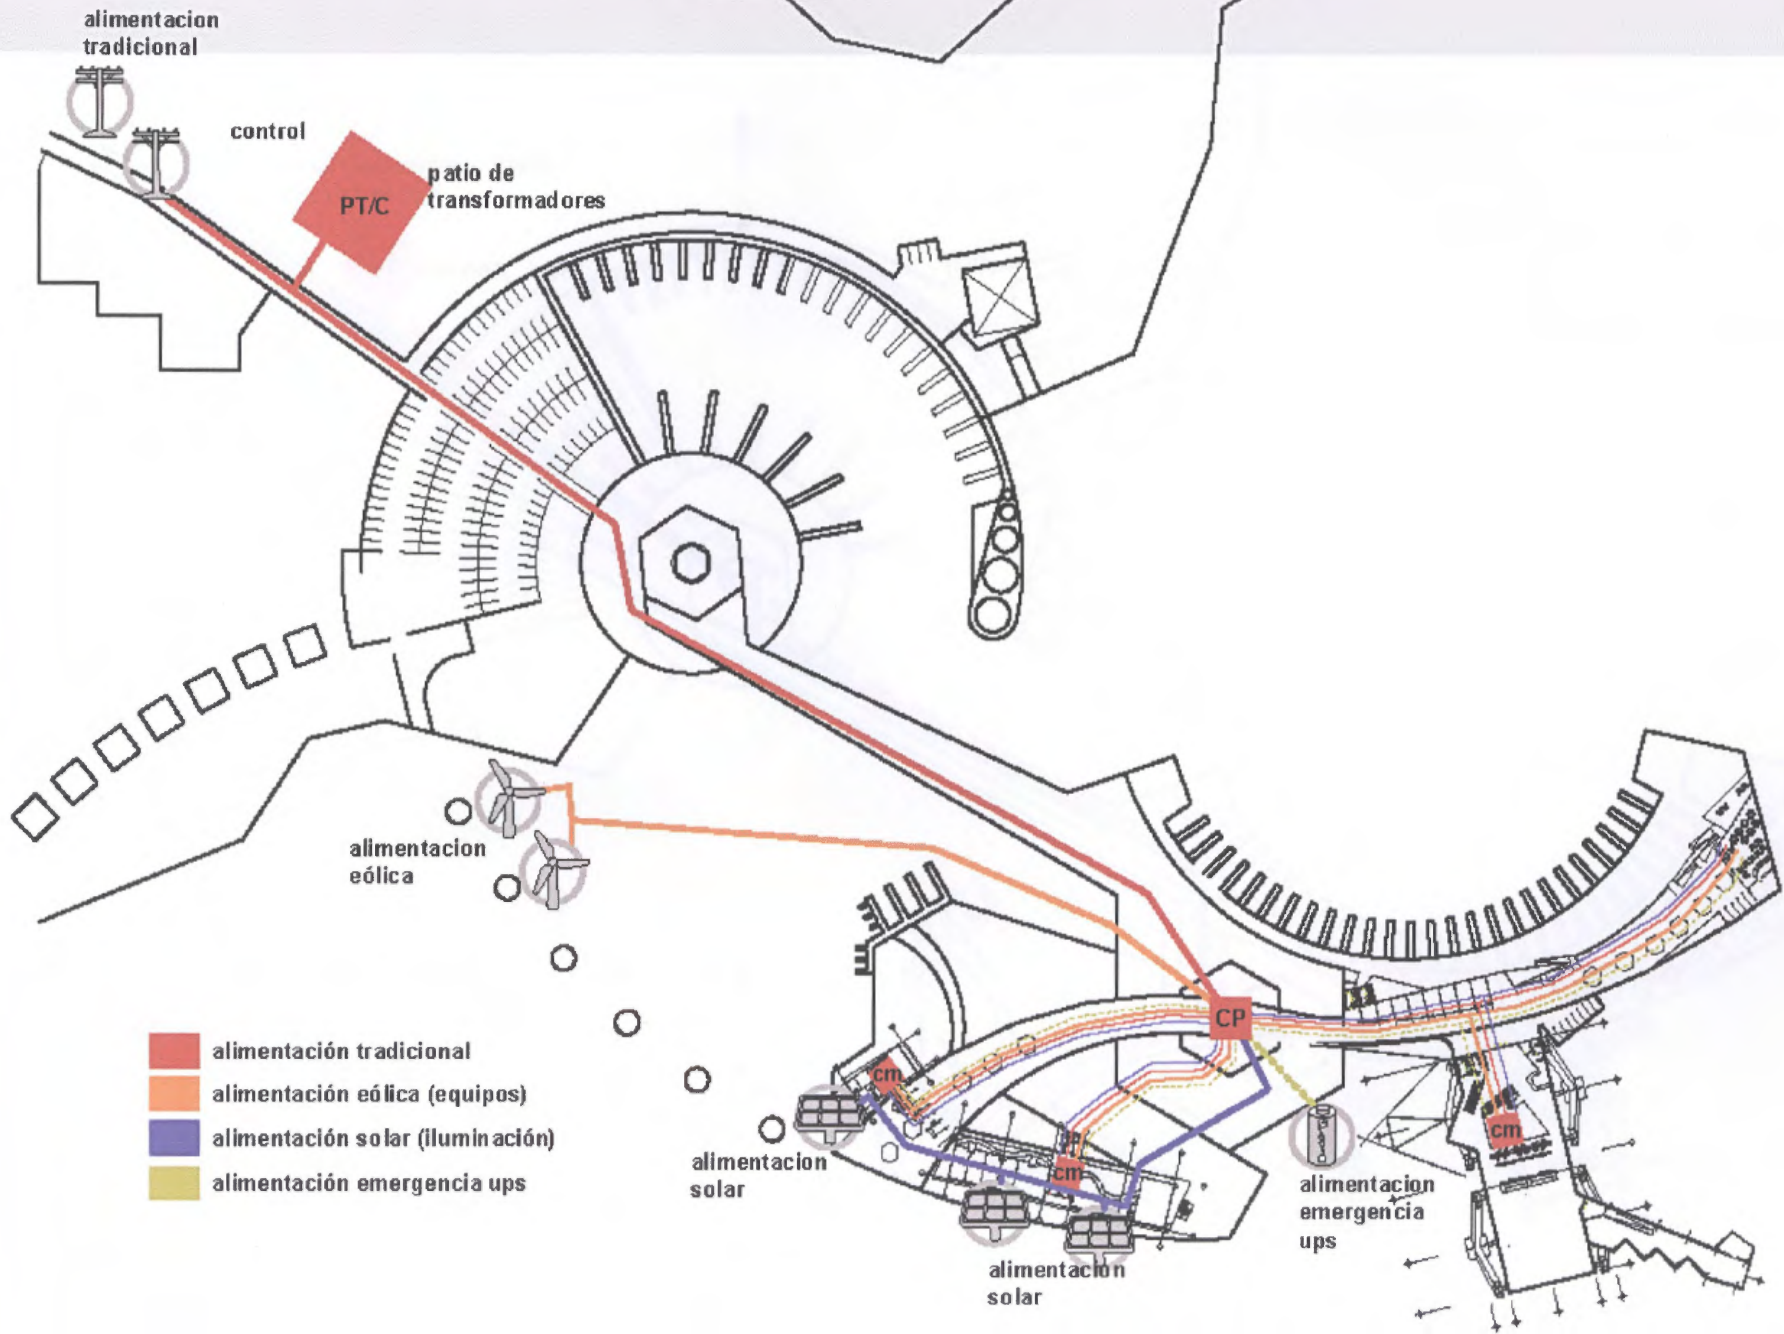 alimentacion
tradicional
control
PT/C
patio de
transformadores
alimentacion
eólica
CP
cm
cm
cm
alimentación tradicional
alimentación eólica (equipos)
alimentación solar (iluminación)
alimentación emergencia ups
alimentacion
solar
alimentacion
solar
alimentacion
emergencia
ups